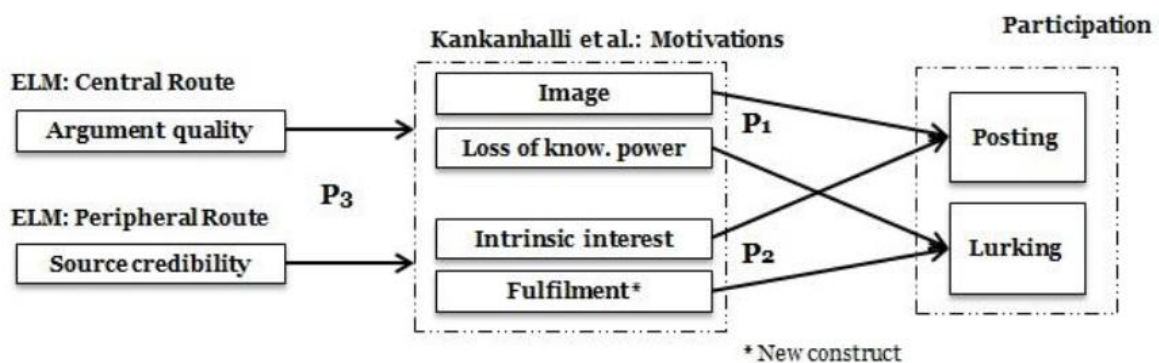 Participation
Kankanhalli et al.: Motivations
ELM: Central Route
Image
Argument quality
P1
Posting
Loss of know. power
P3
ELM: Peripheral Route
Intrinsic interest
Source credibility
P2
Lurking
Fulfilment*
* New construct